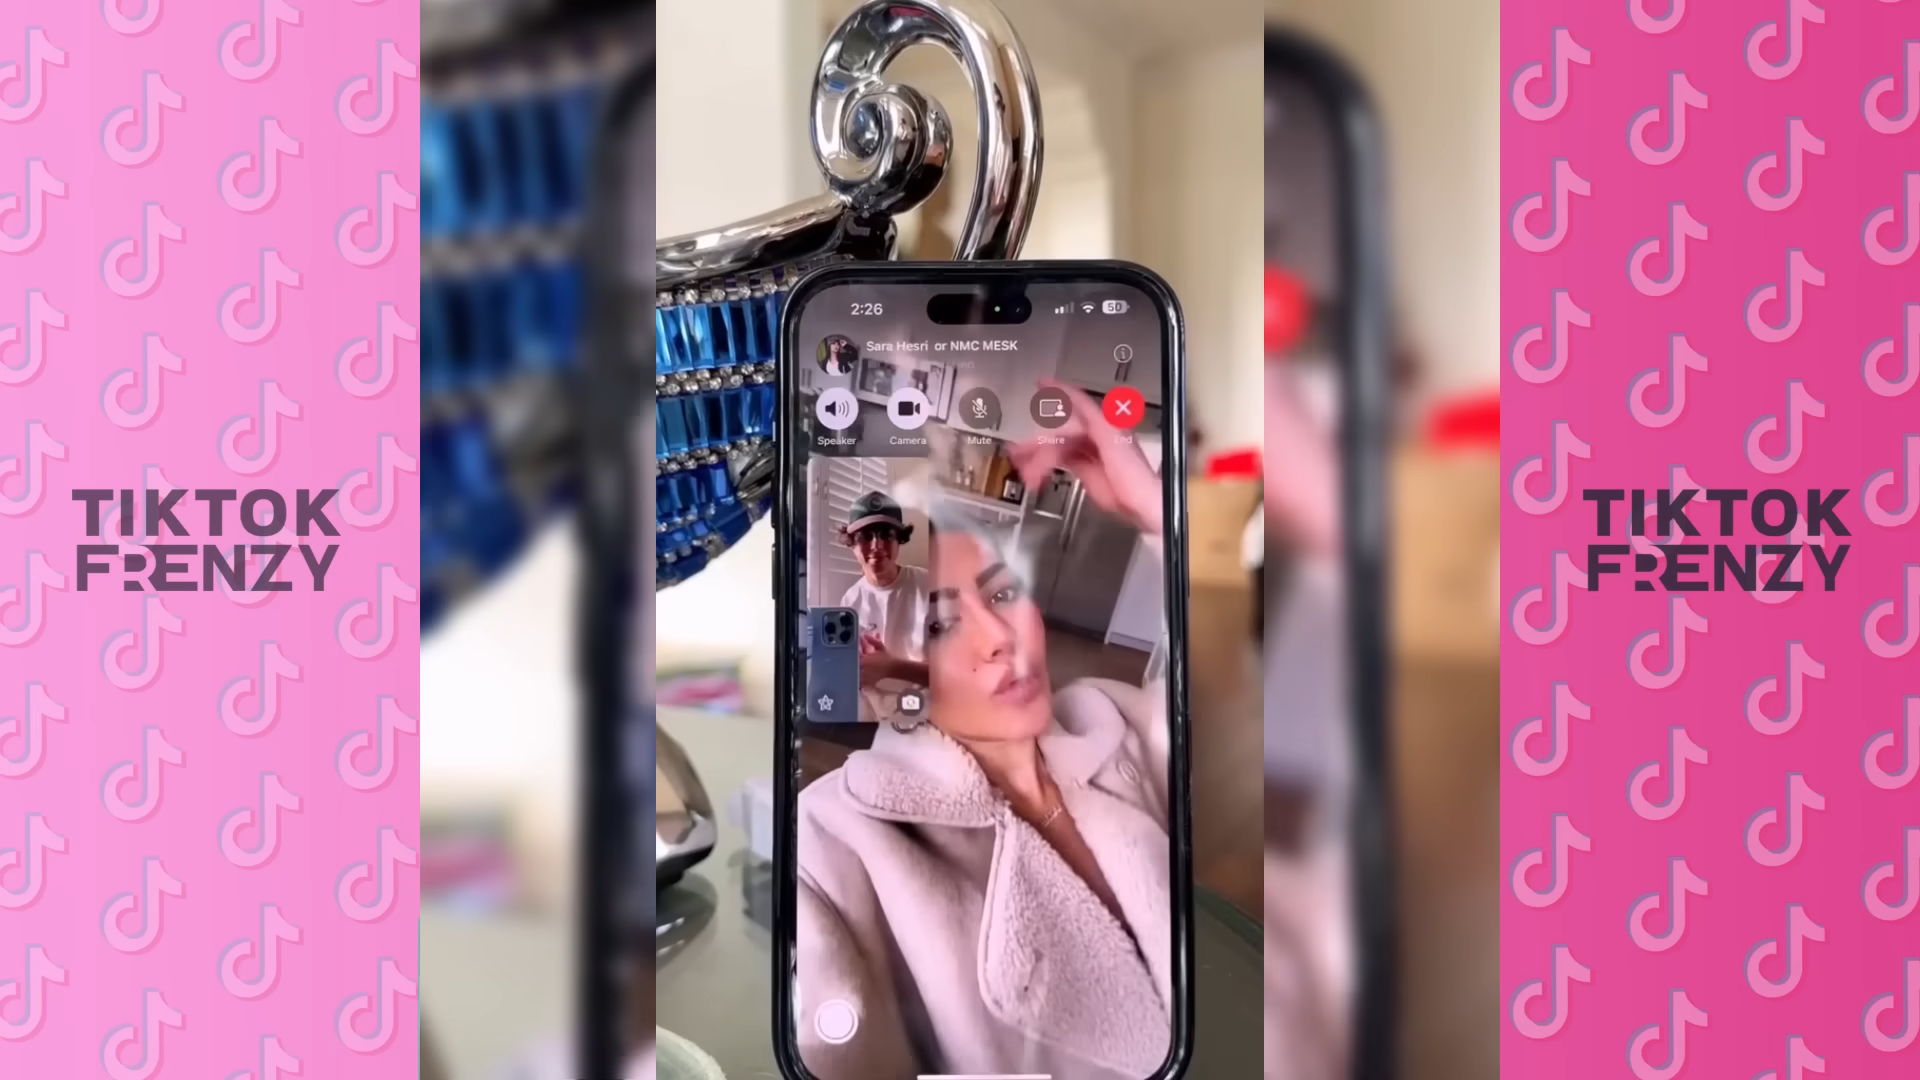 TIKTOK
FRENZY
2:26
50
Sara Hesri or NMC MESK
Speaker
Camera
Mute
Share
End
TIKTOK
FRENZY